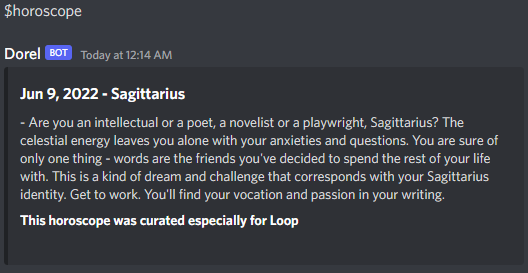 $horoscope
Dorel BOT Today at 12:14 AM
Jun 9, 2022 - Sagittarius
- Are you an intellectual or a poet, a novelist or a playwright, Sagittarius? The
celestial energy leaves you alone with your anxieties and questions. You are sure of
only one thing - words are the friends you've decided to spend the rest of your life
with. This is a kind of dream and challenge that corresponds with your Sagittarius
identity. Get to work. You'll find your vocation and passion in your writing.
This horoscope was curated especially for Loop